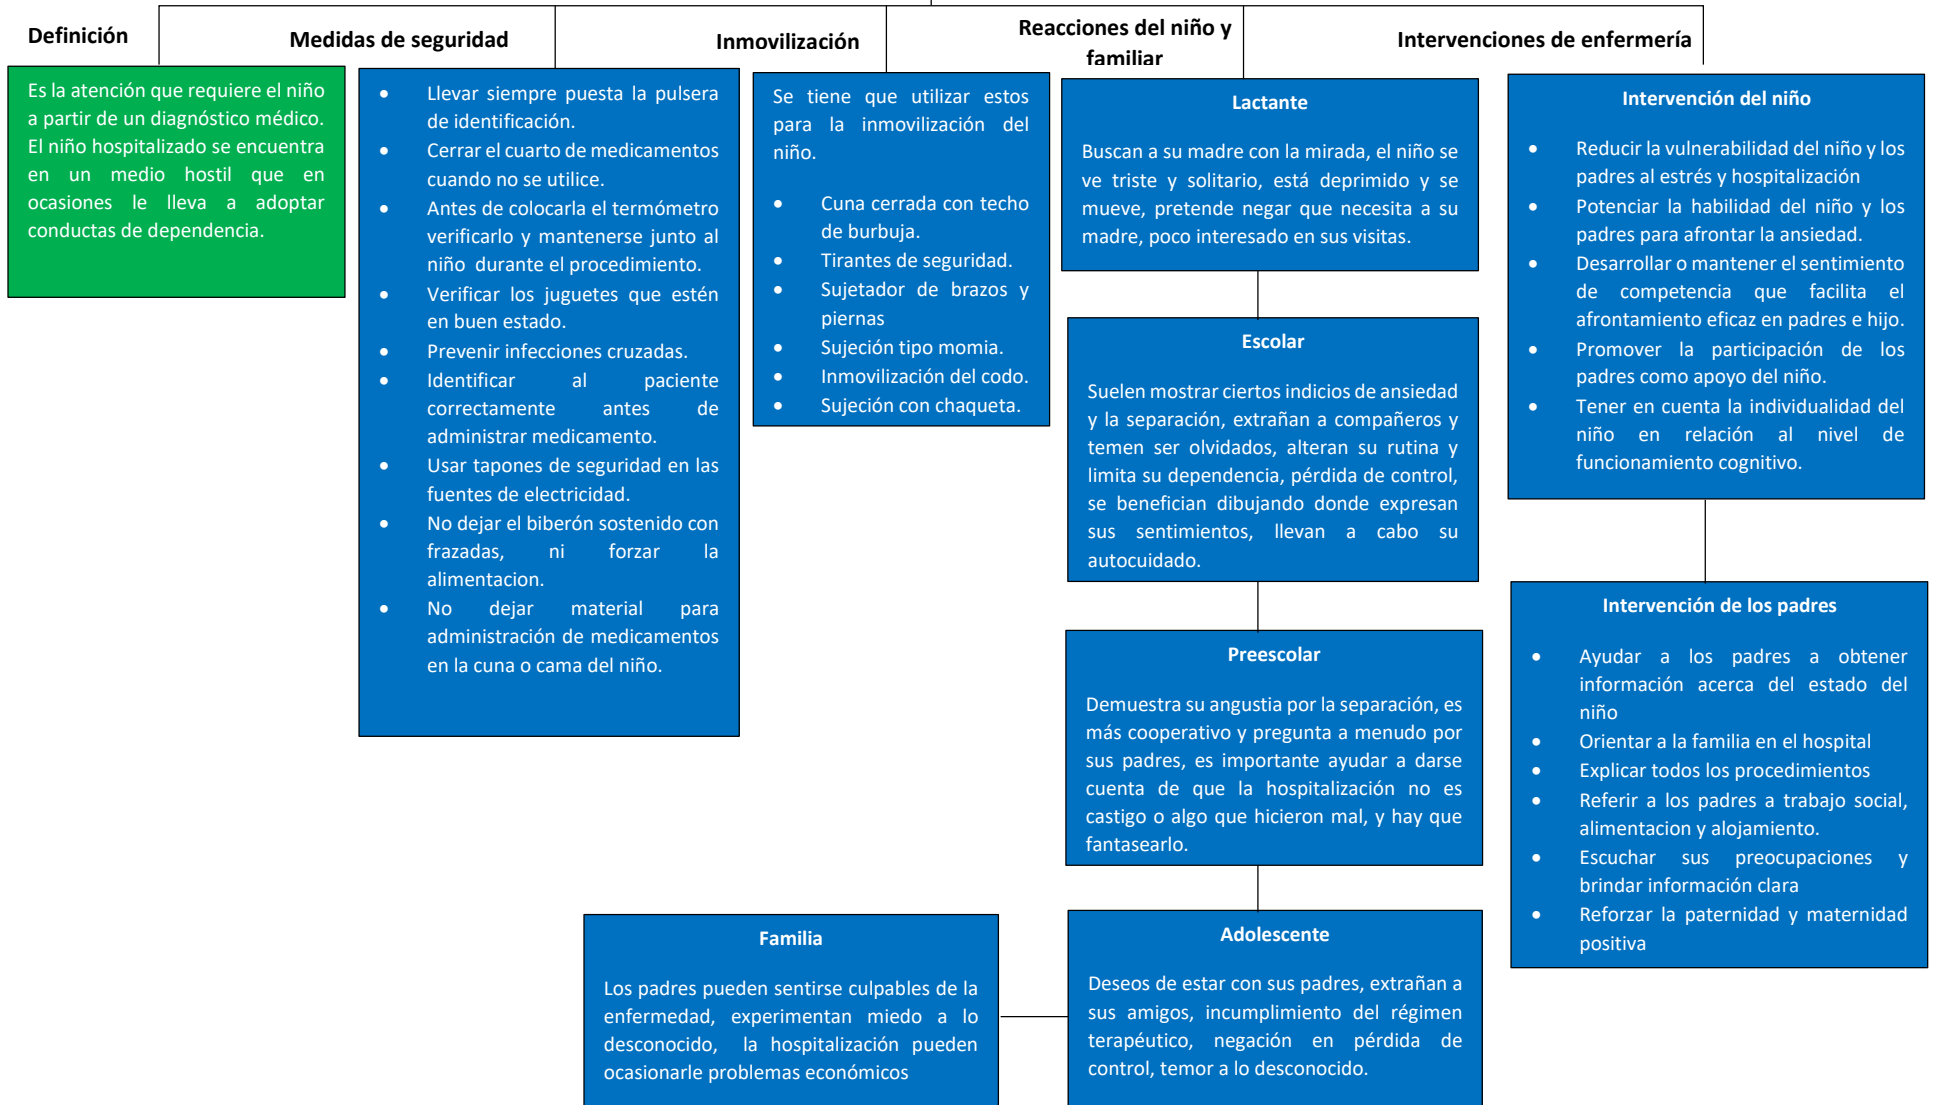 Definición
Es la atención que requiere el niño
a partir de un diagnóstico médico.
El niño hospitalizado se encuentra
en un medio hostil que en
ocasiones le lleva a adoptar
conductas de dependencia.
Medidas de seguridad
• Llevar siempre puesta la pulsera
de identificación.
• Cerrar el cuarto de medicamentos
cuando no se utilice.
• Antes de colocarla el termómetro
verificarlo y mantenerse junto al
niño durante el procedimiento.
• Verificar los juguetes que estén
en buen estado.
• Prevenir infecciones cruzadas.
• Identificar al paciente
correctamente antes de
administrar medicamento.
• Usar tapones de seguridad en las
fuentes de electricidad.
• No dejar el biberón sostenido con
frazadas, ni forzar la
alimentacion.
• No dejar material para
administración de medicamentos
en la cuna o cama del niño.
Inmovilización
Se tiene que utilizar estos
para la inmovilización del
niño.
• Cuna cerrada con techo
de burbuja.
• Tirantes de seguridad.
• Sujetador de brazos y
piernas
• Sujeción tipo momia.
• Inmovilización del codo.
• Sujeción con chaqueta.
Reacciones del niño y
familiar
Lactante
Buscan a su madre con la mirada, el niño se
ve triste y solitario, está deprimido y se
mueve, pretende negar que necesita a su
madre, poco interesado en sus visitas.
Escolar
Suelen mostrar ciertos indicios de ansiedad
y la separación, extrañan a compañeros y
temen ser olvidados, alteran su rutina y
limita su dependencia, pérdida de control,
se benefician dibujando donde expresan
sus sentimientos, llevan a cabo su
autocuidado.
Preescolar
Demuestra su angustia por la separación, es
más cooperativo y pregunta a menudo por
sus padres, es importante ayudar a darse
cuenta de que la hospitalización no es
castigo o algo que hicieron mal, y hay que
fantasearlo.
Adolescente
Deseos de estar con sus padres, extrañan a
sus amigos, incumplimiento del régimen
terapéutico, negación en pérdida de
control, temor a lo desconocido.
Familia
Los padres pueden sentirse culpables de la
enfermedad, experimentan miedo a lo
desconocido, la hospitalización pueden
ocasionarle problemas económicos
Intervenciones de enfermería
Intervención del niño
• Reducir la vulnerabilidad del niño y los
padres al estrés y hospitalización
• Potenciar la habilidad del niño y los
padres para afrontar la ansiedad.
• Desarrollar o mantener el sentimiento
de competencia que facilita el
afrontamiento eficaz en padres e hijo.
• Promover la participación de los
padres como apoyo del niño.
• Tener en cuenta la individualidad del
niño en relación al nivel de
funcionamiento cognitivo.
Intervención de los padres
• Ayudar a los padres a obtener
información acerca del estado del
niño
• Orientar a la familia en el hospital
• Explicar todos los procedimientos
• Referir a los padres a trabajo social,
alimentacion y alojamiento.
• Escuchar sus preocupaciones y
brindar información clara
• Reforzar la paternidad y maternidad
positiva